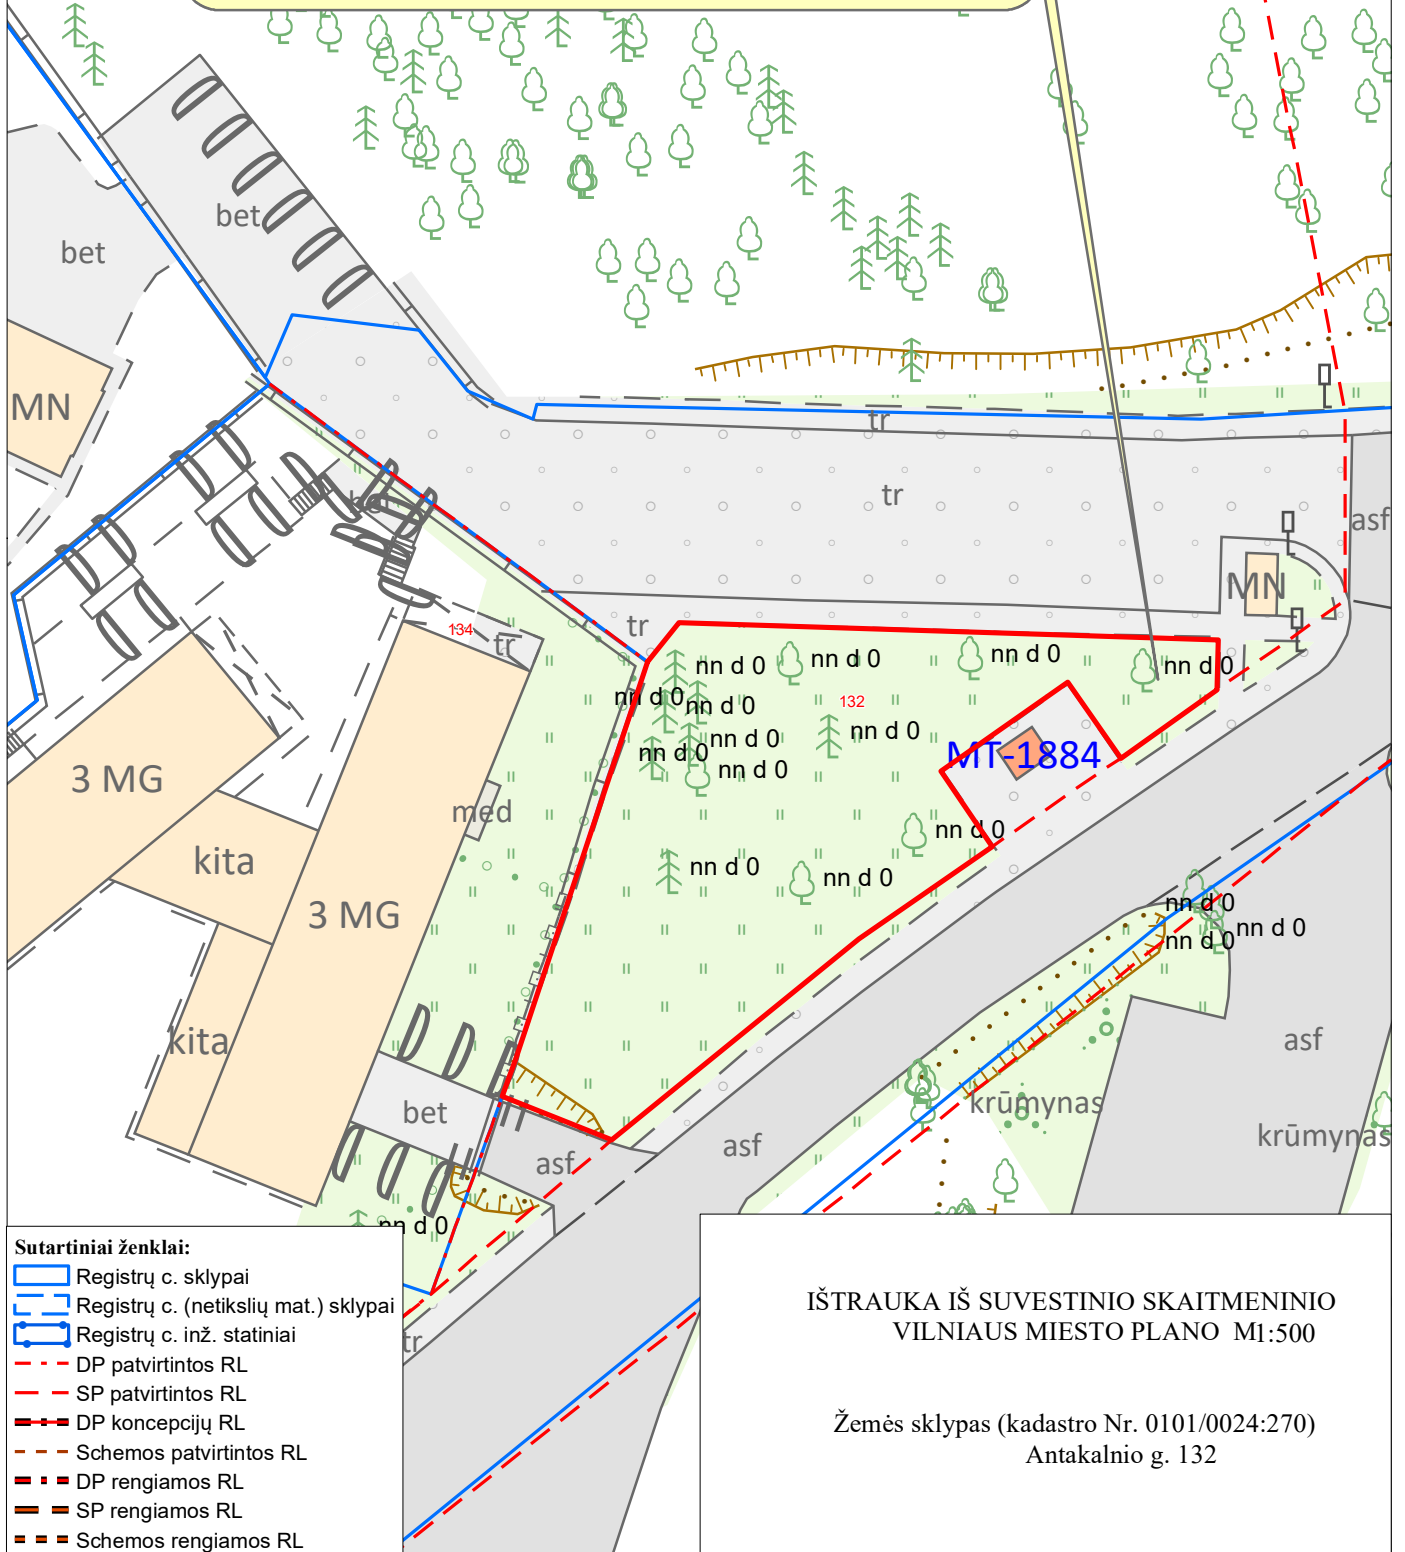 bet
bet
MN
tr
tr
asf
MN
134
tr
tr
nn d 0
nn d 0
nn d 0
nn d 0
nn d 0
nn d 0
132
nn d 0
nn d 0
nn d 0
nn d 0
MT-1884
3 MG
med
nn d 0
kita
nn d 0
nn d 0
3 MG
nn d 0
nn d 0
nn d 0
kita
asf
bet
krūmynas
krūmynas
asf
asf
nn d 0
tr
Sutartiniai ženklai:
Registrų c. sklypai
Registrų c. (netikslių mat.) sklypai
Registrų c. inž. statiniai
DP patvirtintos RL
SP patvirtintos RL
DP koncepcijų RL
Schemos patvirtintos RL
DP rengiamos RL
SP rengiamos RL
Schemos rengiamos RL
IŠTRAUKA IŠ SUVESTINIO SKAITMENINIO
VILNIAUS MIESTO PLANO M1:500
Žemės sklypas (kadastro Nr. 0101/0024:270)
Antakalnio g. 132